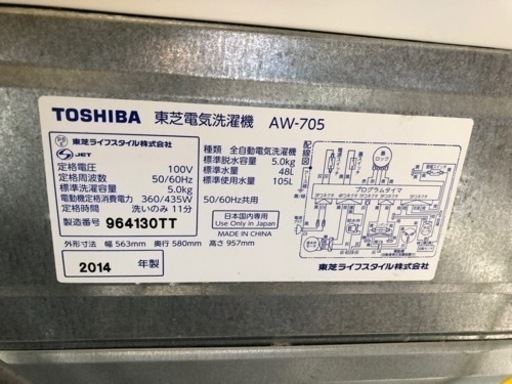 TOSHIBA 東芝電気洗濯機 AW-705
東芝ライフスタイル株式会社
JET
定格電圧 100V
定格周波数 50/60Hz
標準洗濯容量 5.0kg
電動機定格消費電力 360/435W
定格時間 洗いのみ 11分
製造番号 964130TT
種類 全自動電気洗濯機
標準脱水容量 5.0kg
標準水量 48L
標準使用水量 105L
50/60Hz共用
日本国内専用
Use Only in Japan
MADE IN CHINA
外形寸法 幅 563mm 奥行 580mm 高さ 957mm
2014 年製
配線図
プログラムタイマ
東芝ライフスタイル株式会社